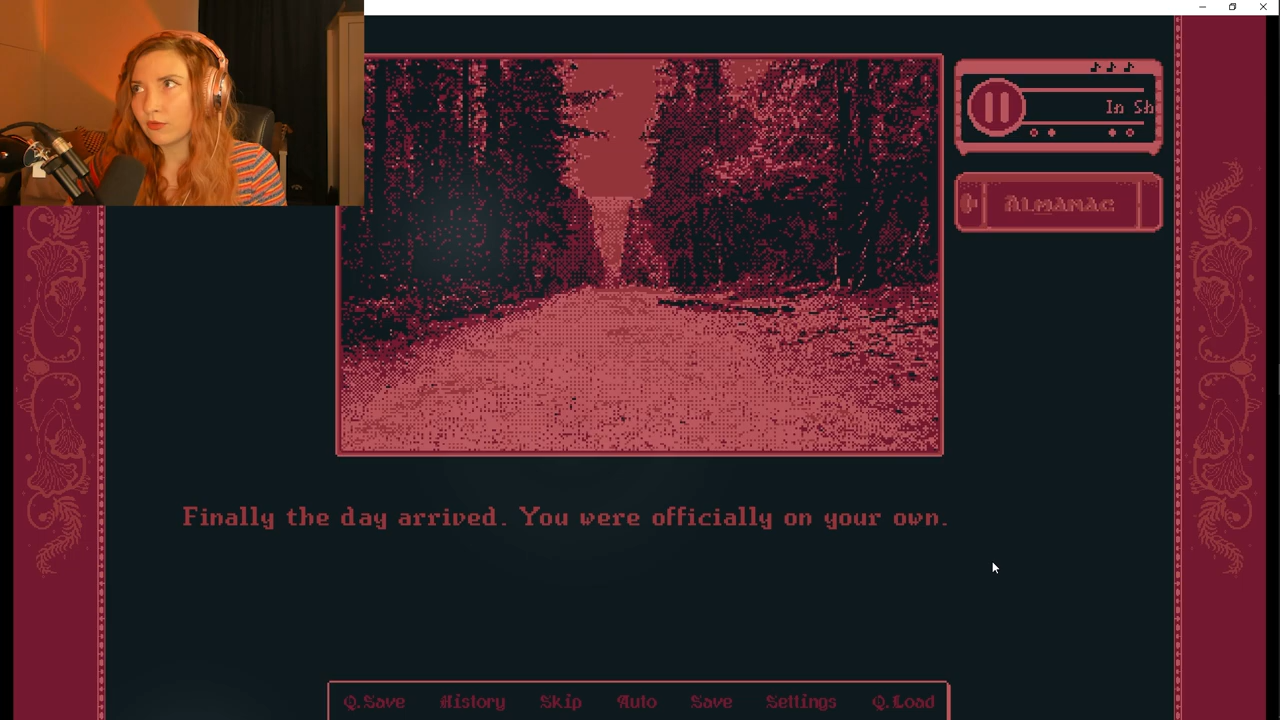 In Sh
Almanac
Finally the day arrived. You were officially on your own.
Q.Save History Skip Auto Save Settings Q.Load